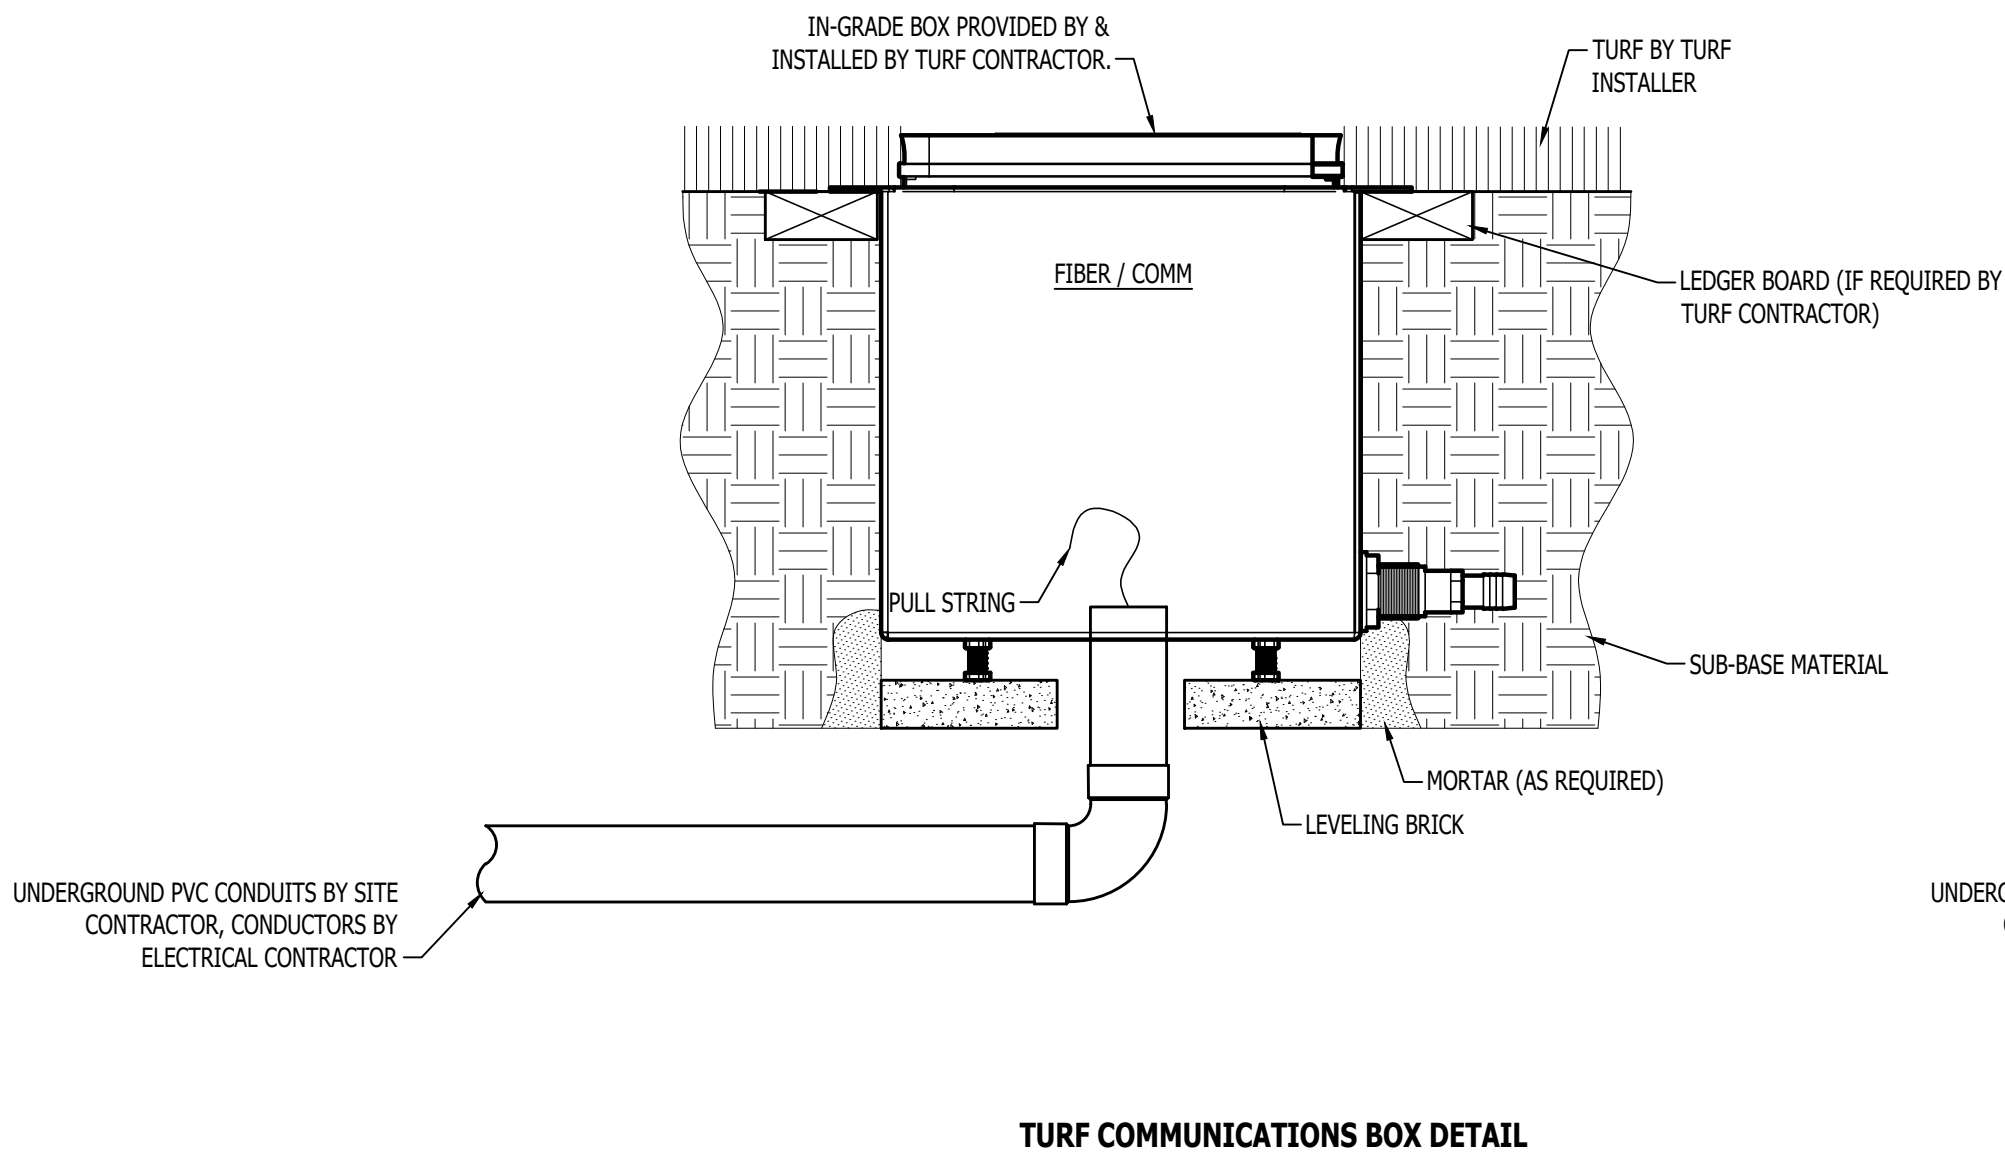 IN-GRADE BOX PROVIDED BY &
INSTALLED BY TURF CONTRACTOR.
TURF BY TURF
INSTALLER
FIBER / COMM
LEDGER BOARD (IF REQUIRED BY
TURF CONTRACTOR)
PULL STRING
SUB-BASE MATERIAL
MORTAR (AS REQUIRED)
LEVELING BRICK
UNDERGROUND PVC CONDUITS BY SITE
CONTRACTOR, CONDUCTORS BY
ELECTRICAL CONTRACTOR
TURF COMMUNICATIONS BOX DETAIL